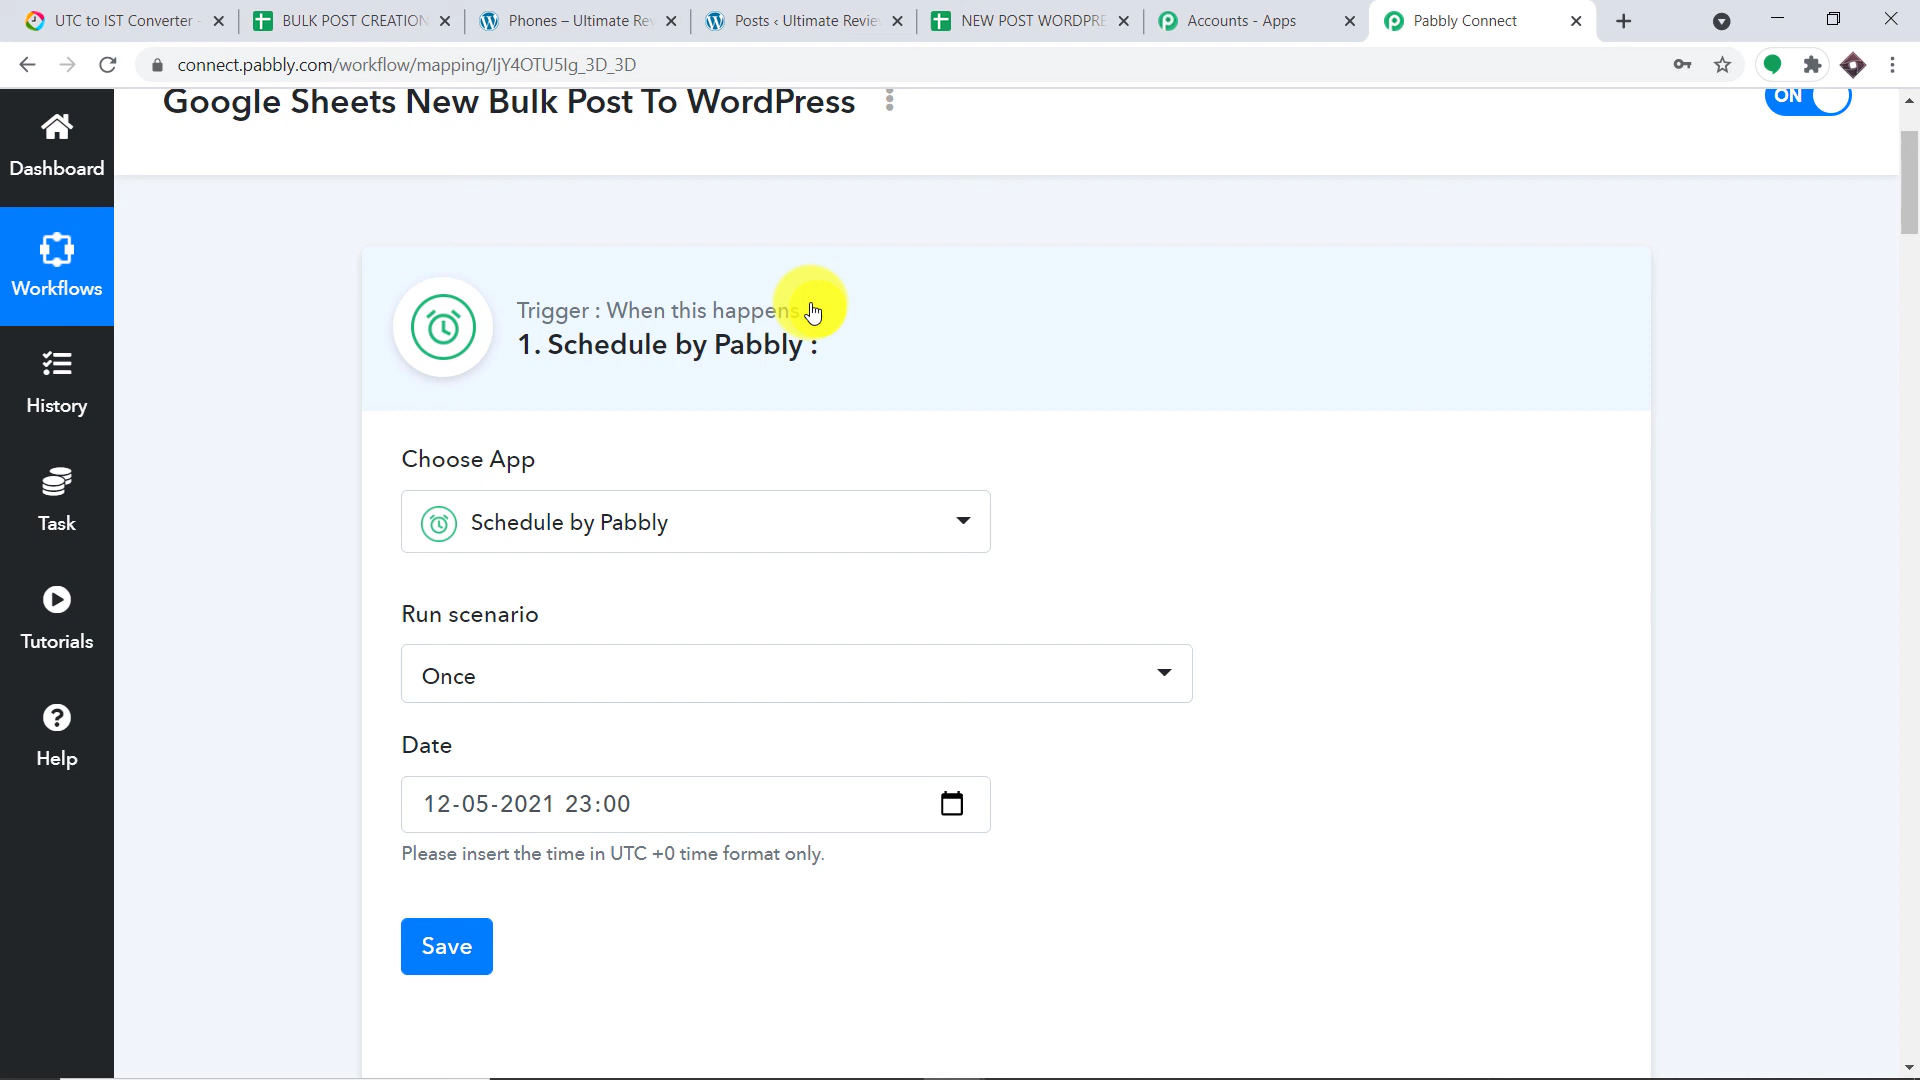 UTC to IST Converter
BULK POST CREATION
Phones – Ultimate Re
Posts ‹ Ultimate Revie
NEW POST WORDPRE
Accounts - Apps
Pabbly Connect
connect.pabbly.com/workflow/mapping/IjY4OTU5Ig_3D_3D
Google Sheets New Bulk Post To WordPress
ON
Dashboard
Workflows
History
Task
Tutorials
Help
Trigger : When this happens
1. Schedule by Pabbly :
Choose App
Schedule by Pabbly
Run scenario
Once
Date
12-05-2021 23:00
Please insert the time in UTC +0 time format only.
Save